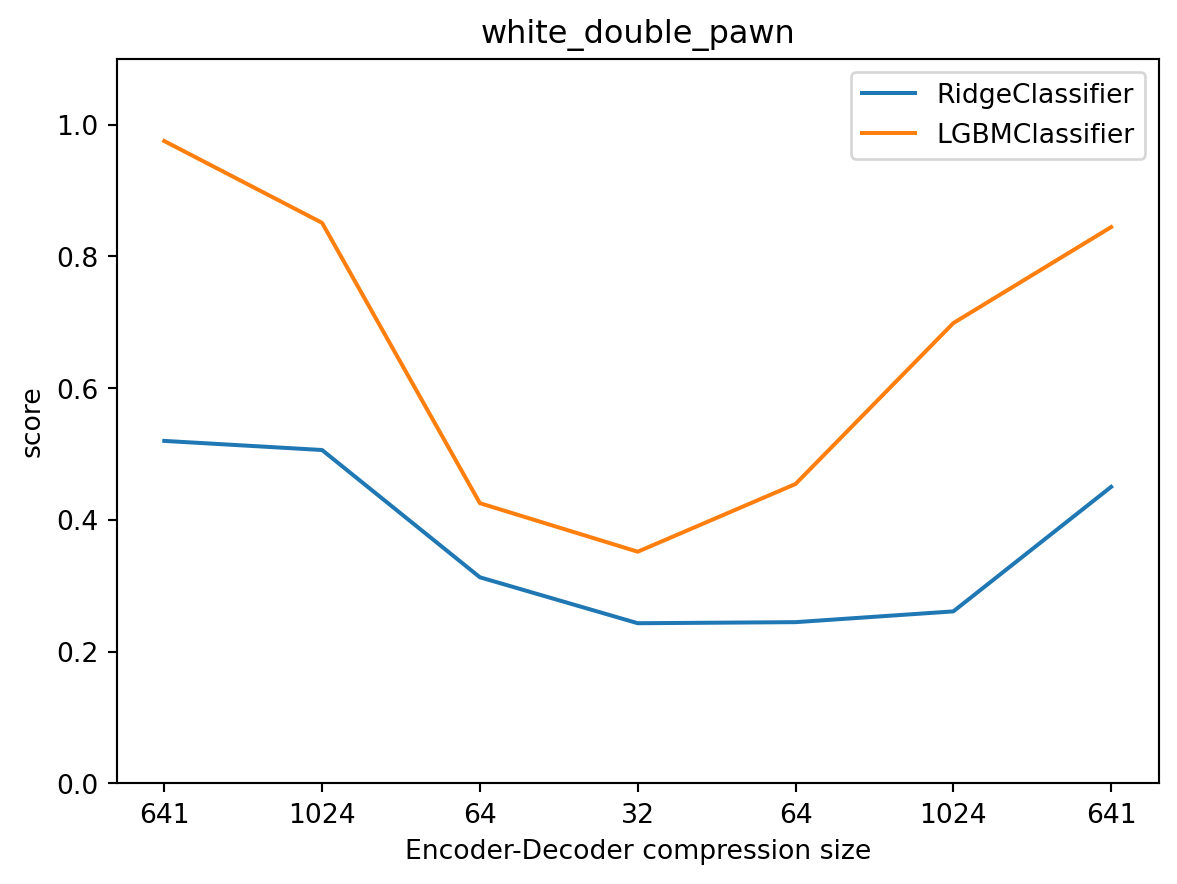 white_double_pawn
RidgeClassifier
LGBMClassifier
score
1.0
0.8
0.6
0.4
0.2
0.0
641 1024 64 32 64 1024 641
Encoder-Decoder compression size